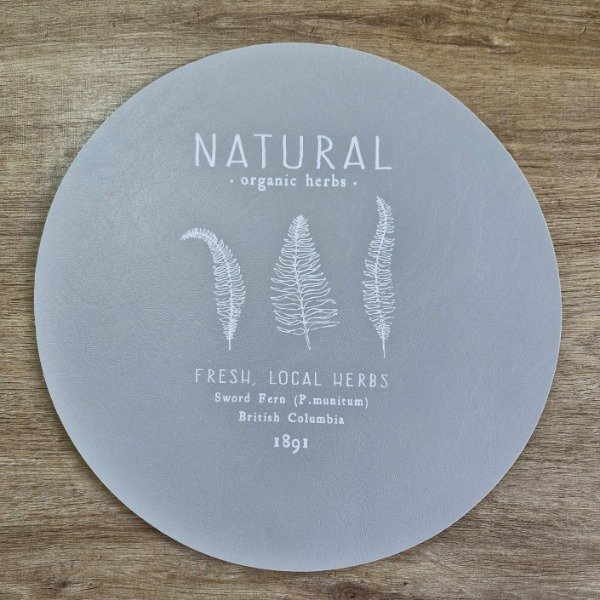 NATURAL
· organic herbs ·
FRESH, LOCAL HERBS
Sword Fern (P.munitum)
British Columbia
1891